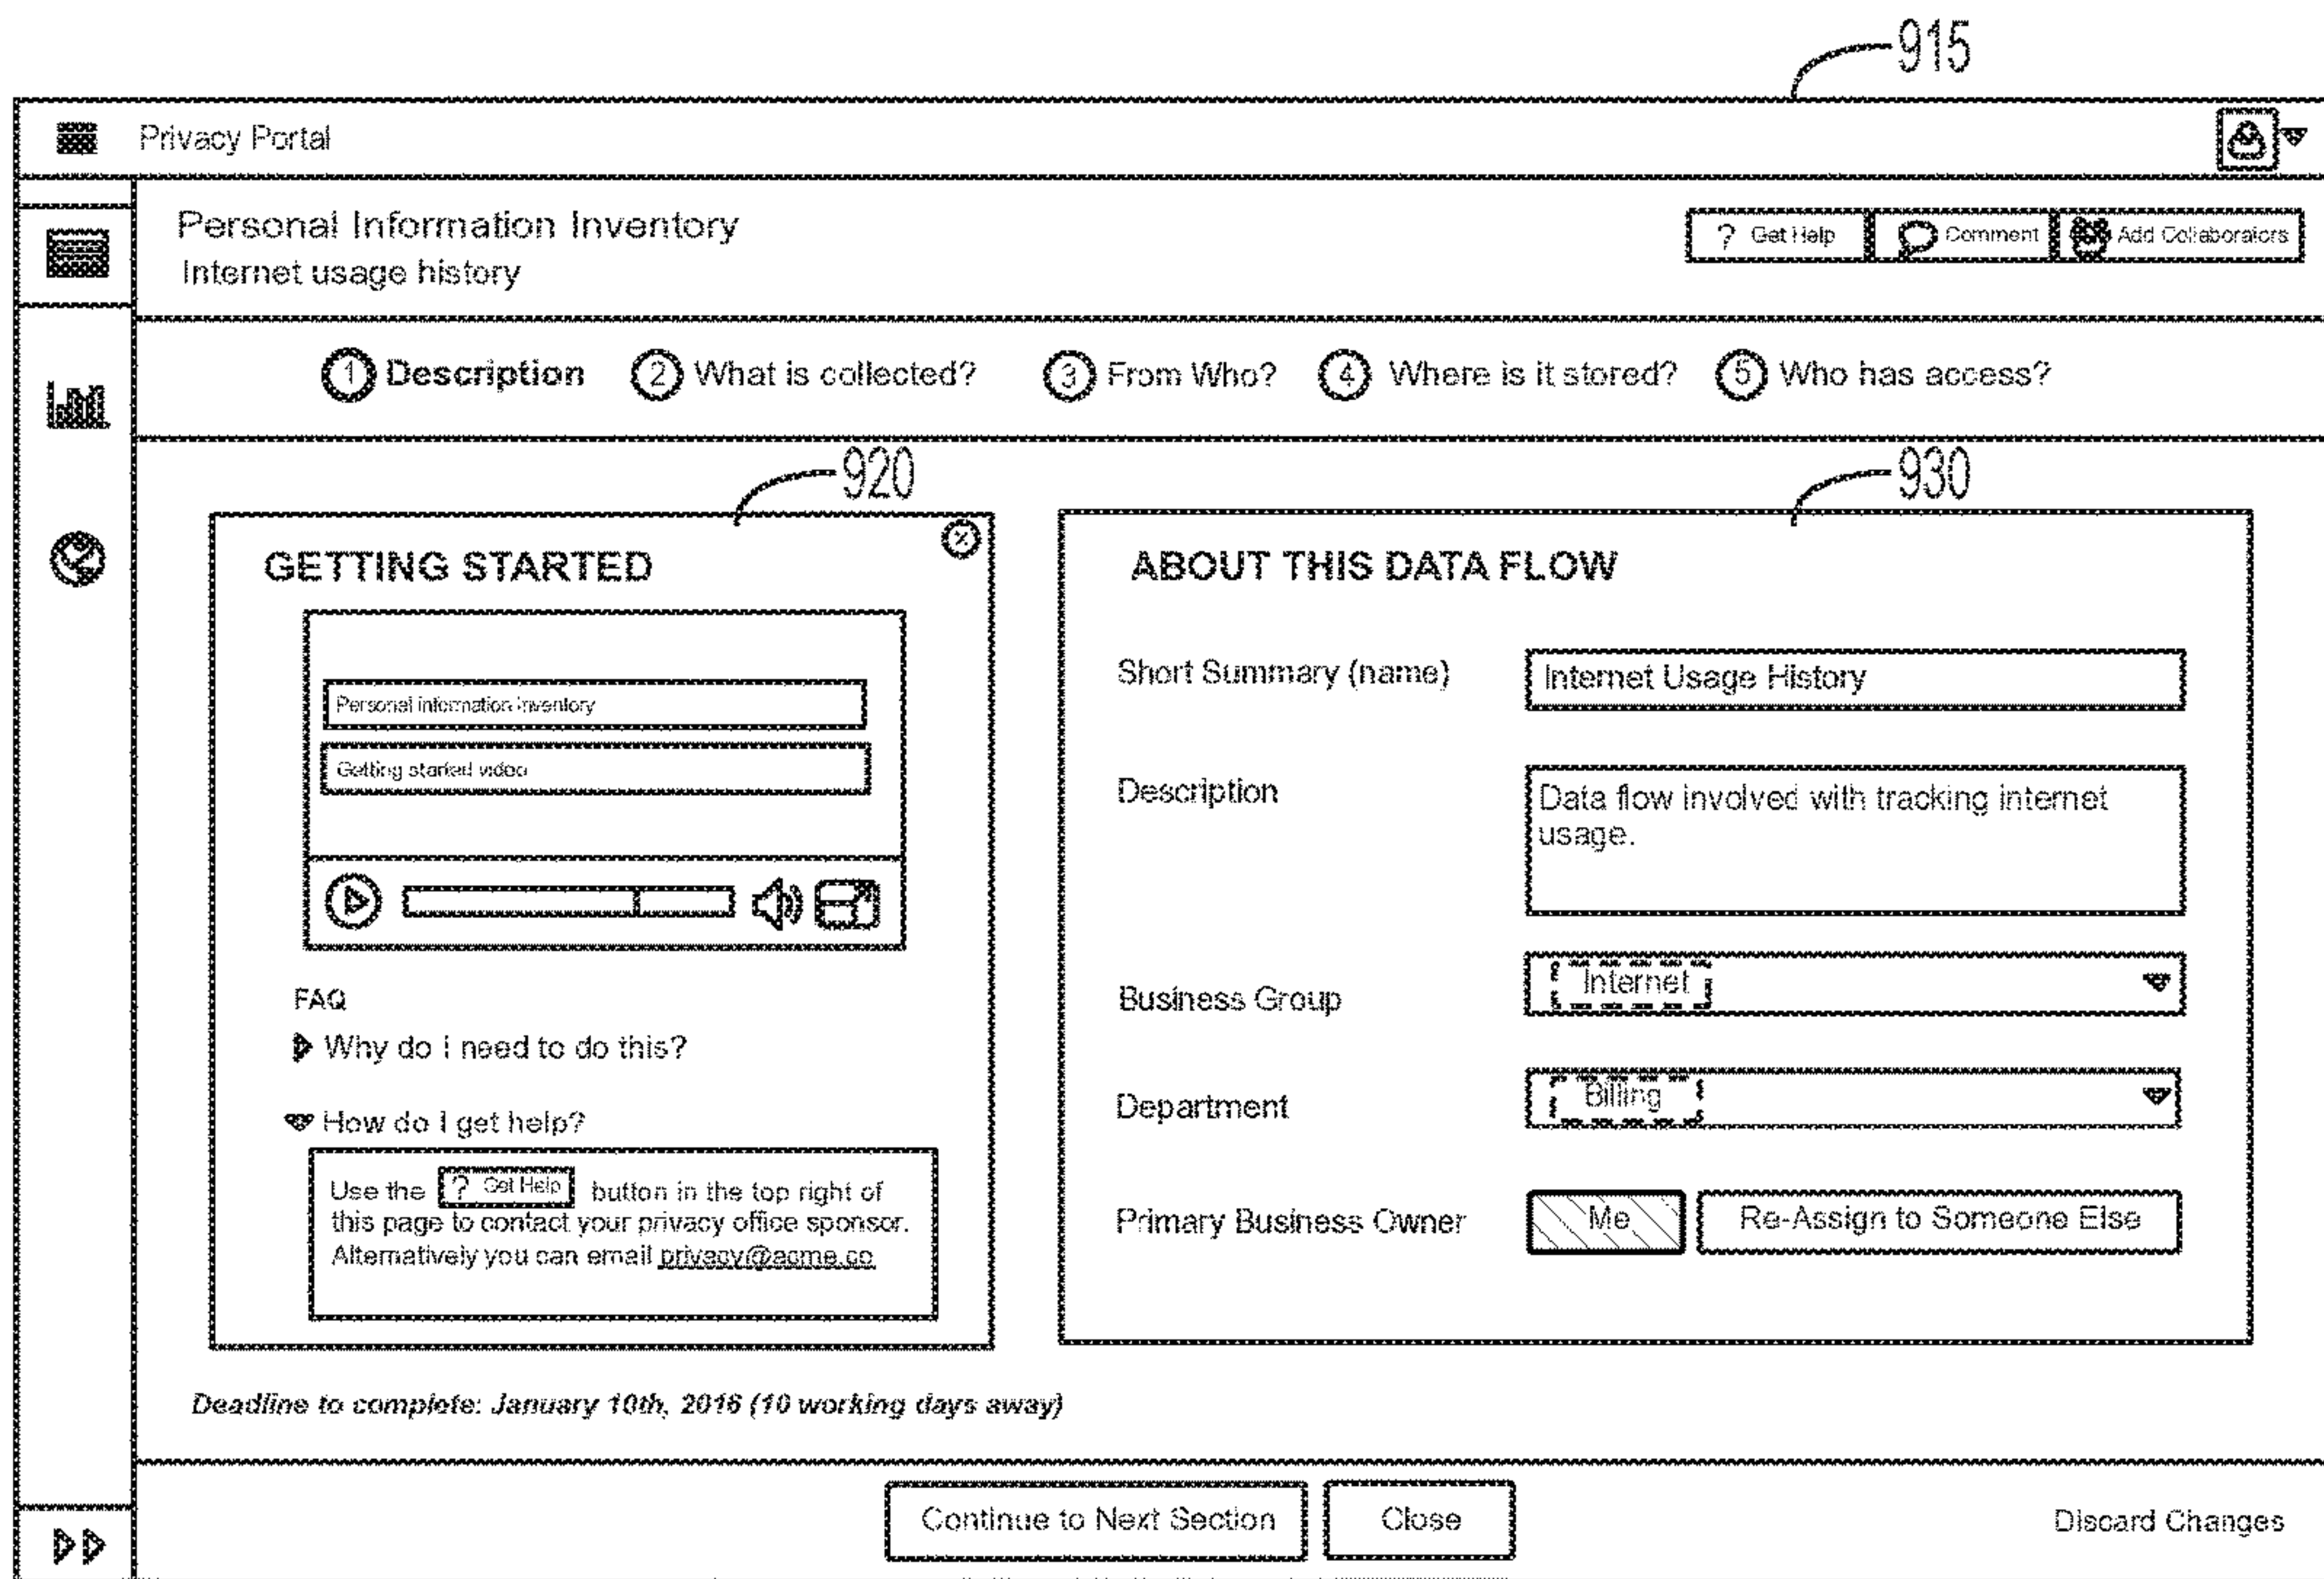 915
Privacy Portal
Personal Information Inventory
Internet usage history
? Get Help
Comment
Add Collaborators
1 Description
2 What is collected?
3 From Who?
4 Where is it stored?
5 Who has access?
920
930
GETTING STARTED
Personal information inventory
Getting started video
FAQ
Why do I need to do this?
How do I get help?
Use the ? Get Help button in the top right of
this page to contact your privacy office sponsor.
Alternatively you can email privacy@acme.co
ABOUT THIS DATA FLOW
Short Summary (name)
Internet Usage History
Description
Data flow involved with tracking internet
usage.
Business Group
Internet
Department
Billing
Primary Business Owner
Me
Re-Assign to Someone Else
Deadline to complete: January 10th, 2016 (10 working days away)
Continue to Next Section
Close
Discard Changes